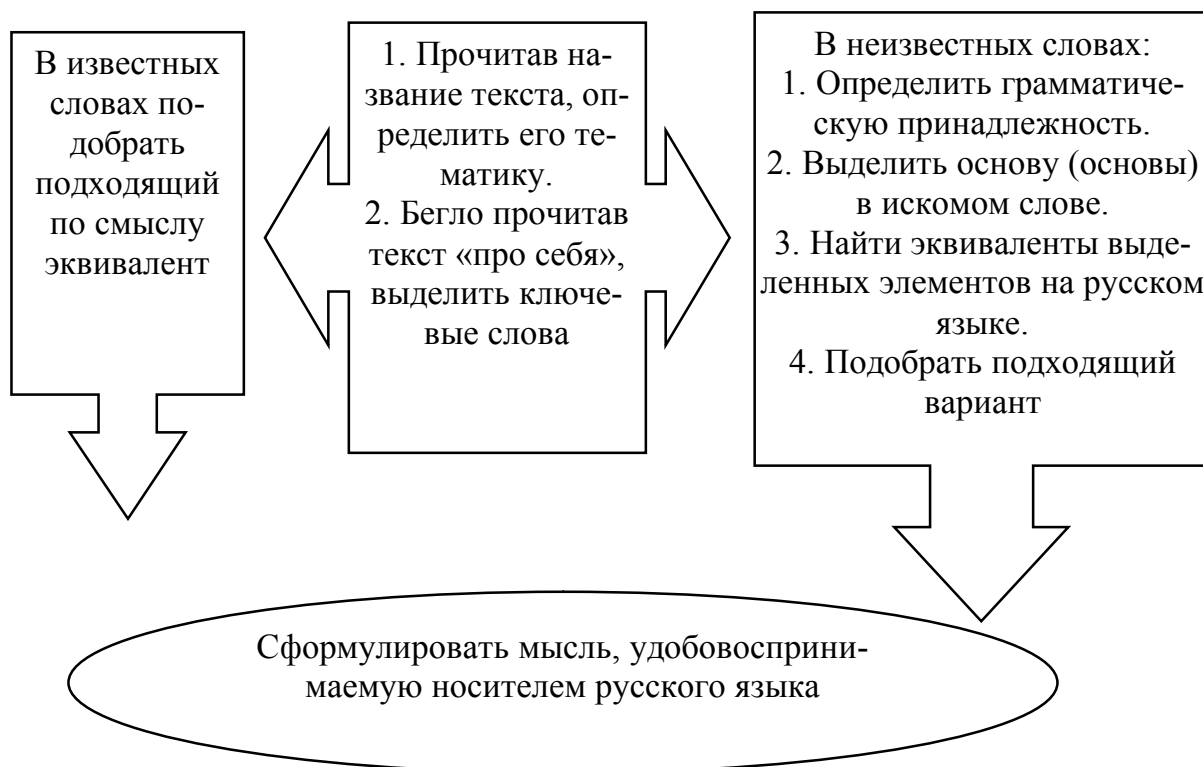 В известных
словах по-
добрать
подходящий
по смыслу
эквивалент
1. Прочитав на-
звание текста, оп-
ределить его те-
матику.
2. Бегло прочитав
текст «про себя»,
выделить ключе-
вые слова
В неизвестных словах:
1. Определить грамматиче-
скую принадлежность.
2. Выделить основу (основы)
в искомом слове.
3. Найти эквиваленты выде-
ленных элементов на русском
языке.
4. Подобрать подходящий
вариант
Сформулировать мысль, удобовосприни-
маемую носителем русского языка